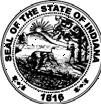 SEAL OF THE STATE OF INDIANA
1816